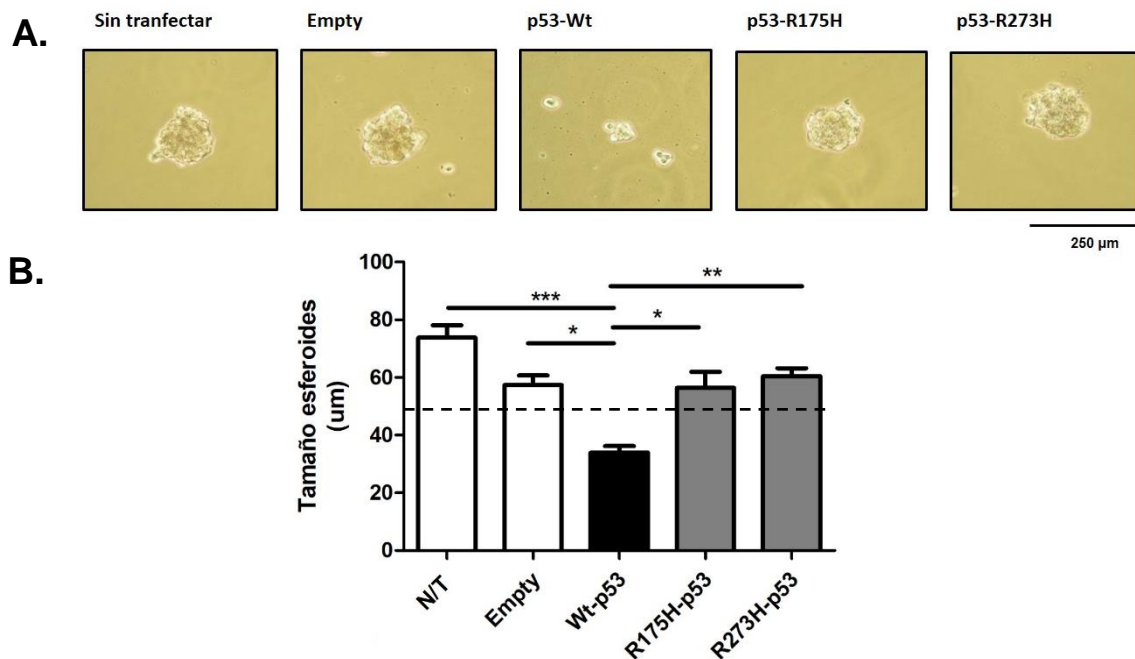 A.
Sin tranfectar
Empty
p53-Wt
p53-R175H
p53-R273H
250 µm
B.
Tamaño esferoides
(um)
100
80
60
40
20
0
***
**
*
*
N/T
Empty
Wt-p53
R175H-p53
R273H-p53